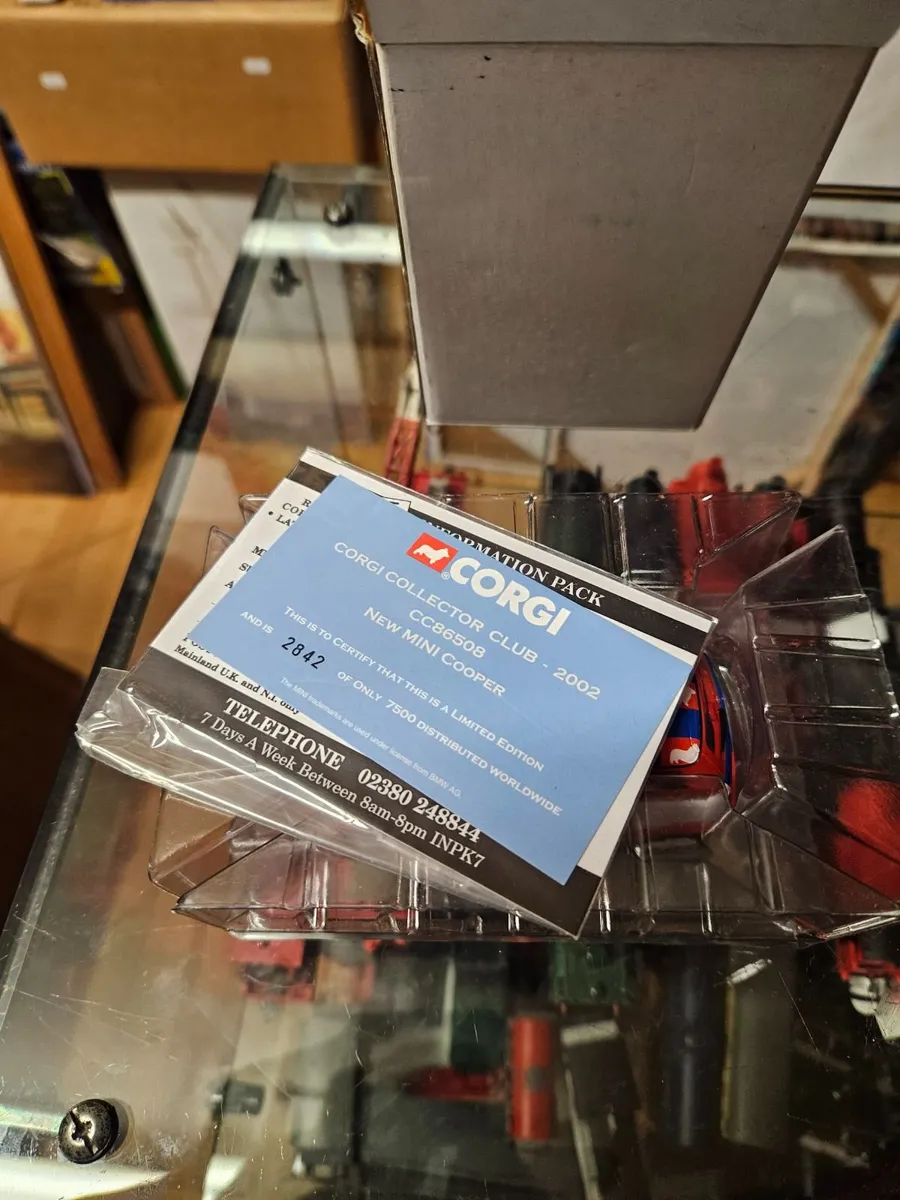 INFORMATION PACK
CORGI
®
CORGI COLLECTOR CLUB - 2002
CC86508
NEW MINI COOPER
THIS IS TO CERTIFY THAT THIS IS A LIMITED EDITION
AND IS 2842 OF ONLY 7500 DISTRIBUTED WORLDWIDE
The MINI trademarks are used under license from BMW AG.
Mainland U.K. and N.I. only
TELEPHONE 02380 248844
7 Days A Week Between 8am-8pm INPK7